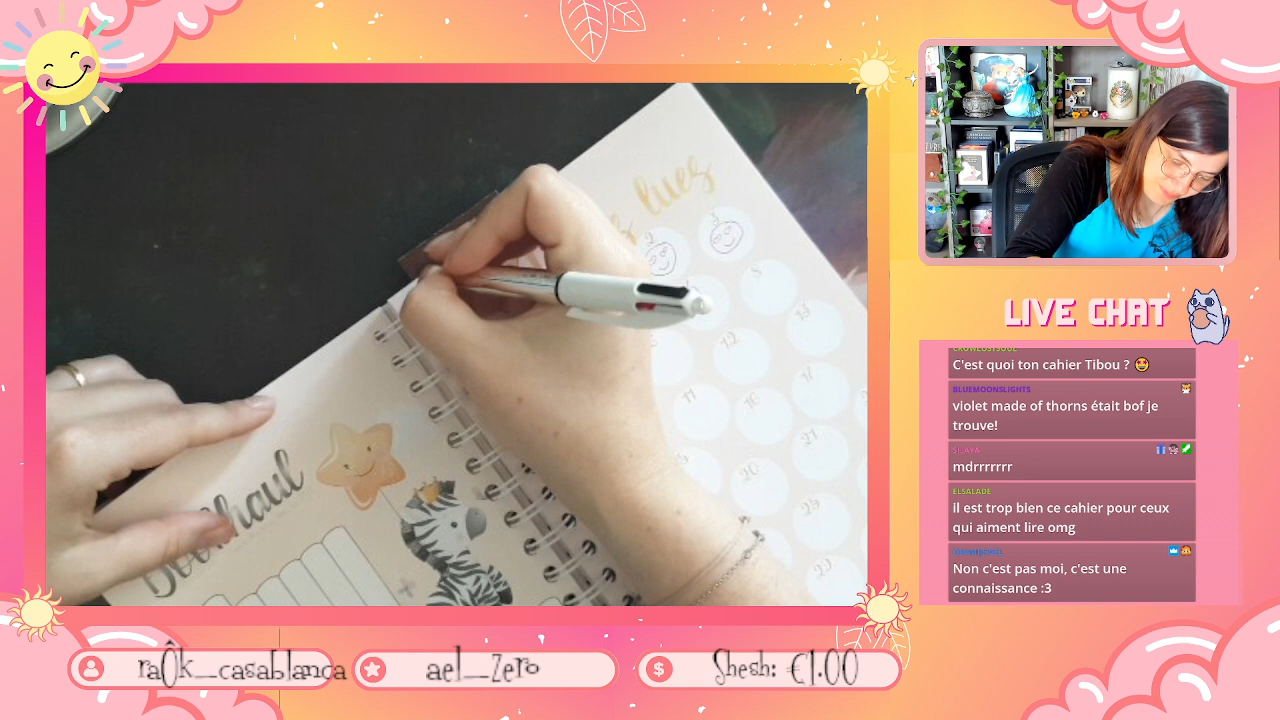 lues
Bookhaul
LIVE CHAT
CROWLOSTSOUL
C'est quoi ton cahier Tibou ? 🤩
BLUEMOONSLIGHTS
violet made of thorns était bof je
trouve!
mdrrrrrrr
ELSALADE
il est trop bien ce cahier pour ceux
qui aiment lire omg
Non c'est pas moi, c'est une
connaissance :3
ra0k_casablanca
ael_Zero
Shesh: €1.00